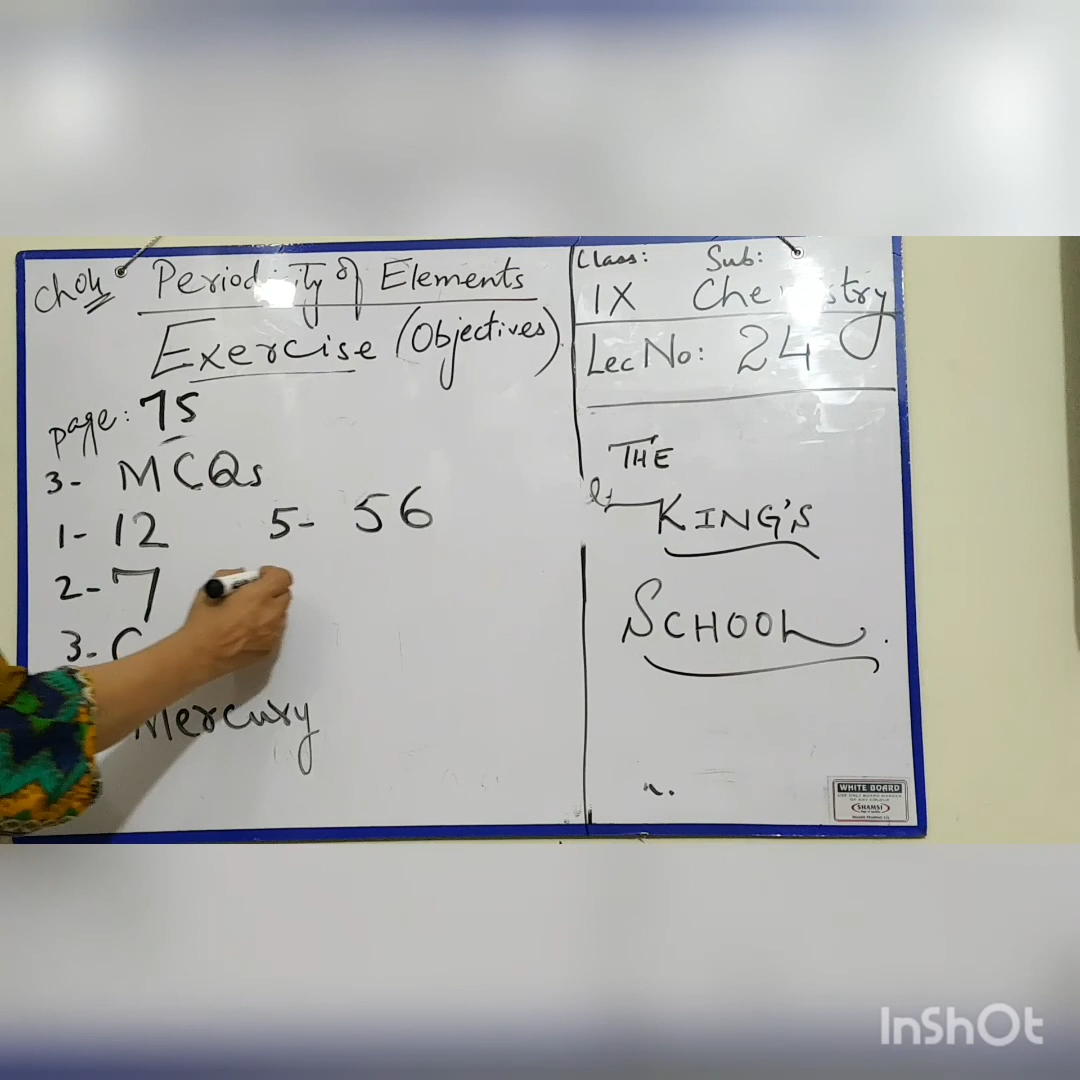 Ch04 Periodicity of Elements
Exercise (Objectives).
page: 75
3- MCQs
1- 12
5- 56
2- 7
3-
Mercury
Class: Sub:
IX Chemistry
Lec No: 24
THE
KING'S
SCHOOL.
WHITE BOARD
SHAMSI
InShOt